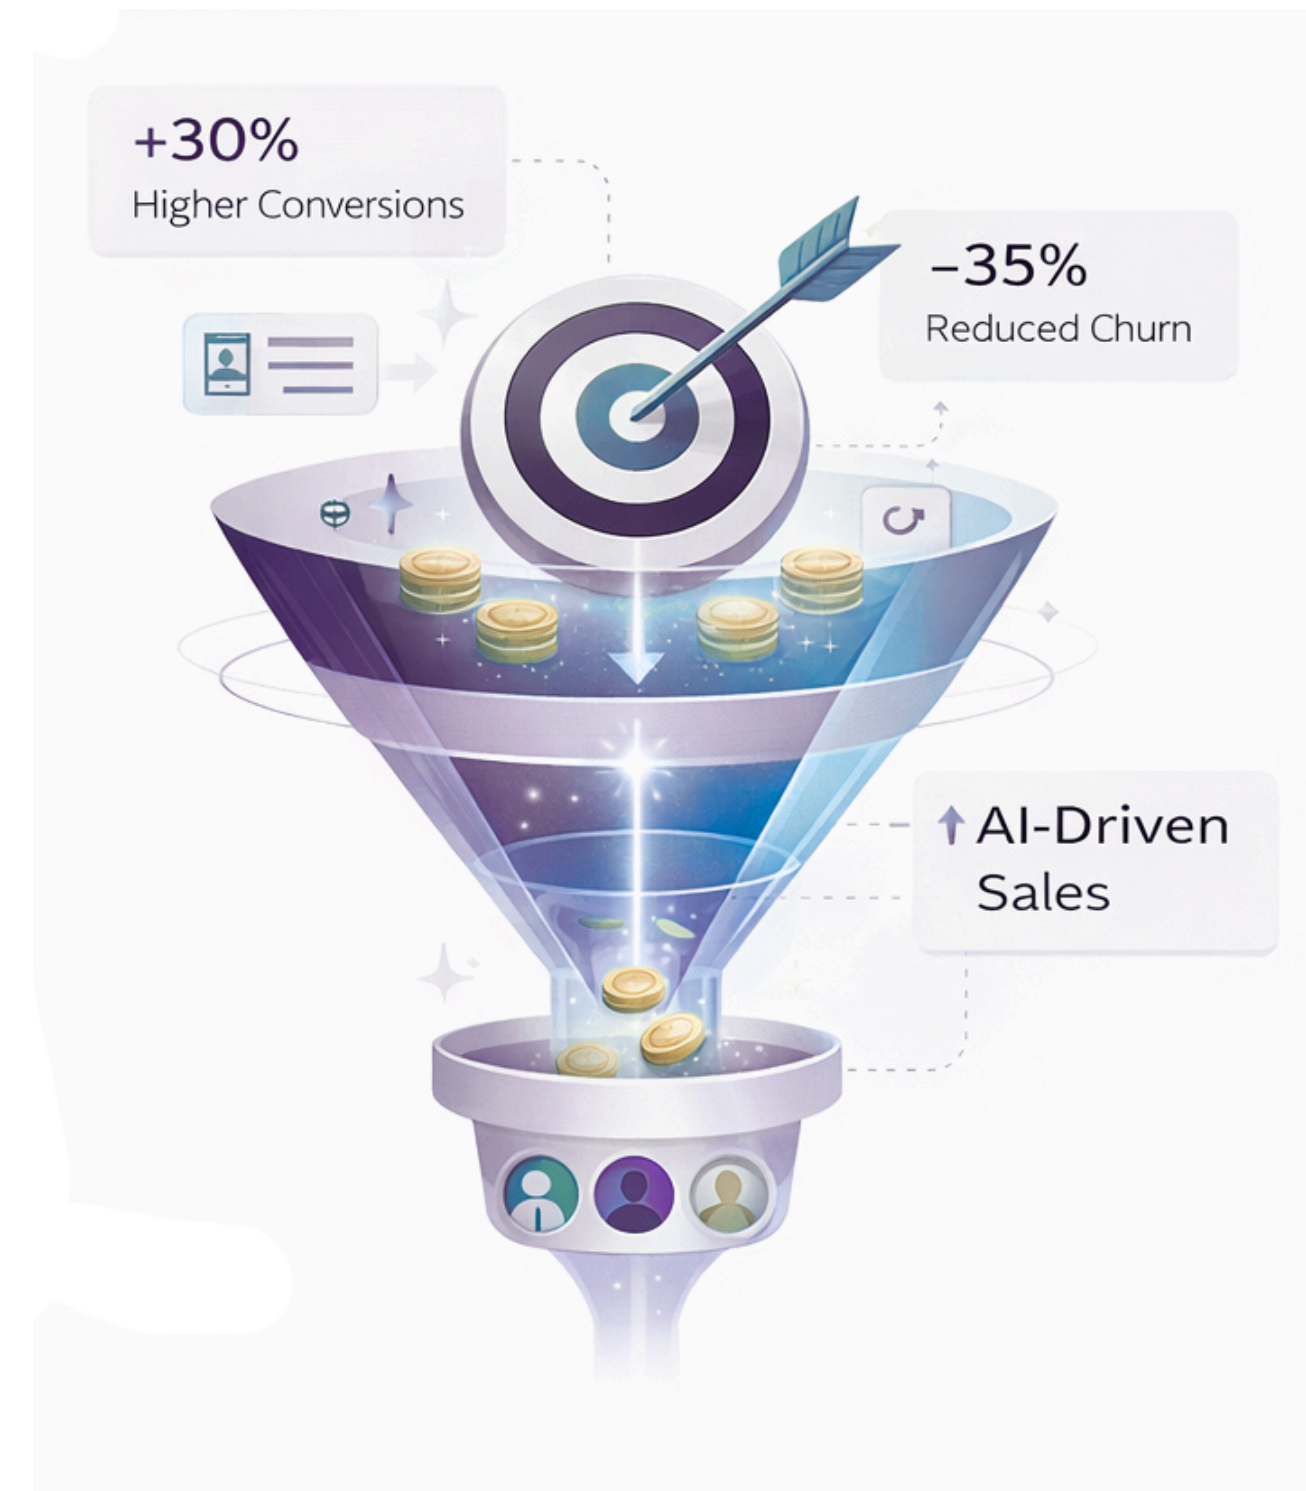 +30%
Higher Conversions
–35%
Reduced Churn
AI-Driven
Sales